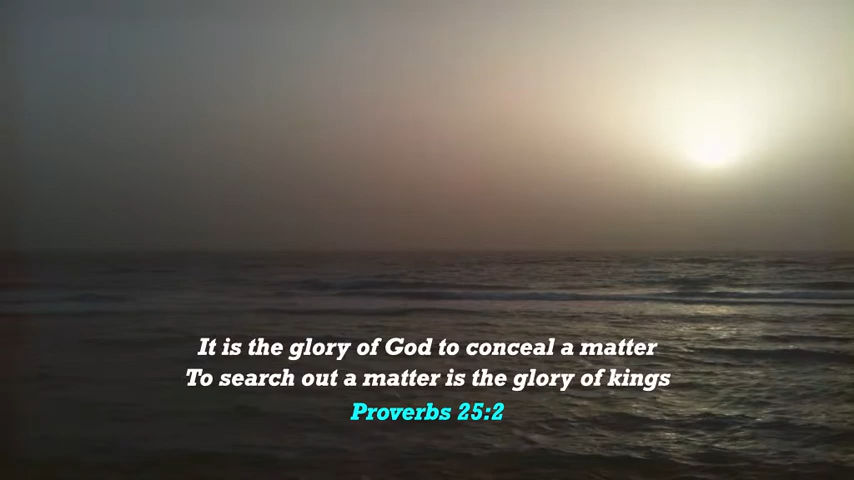 It is the glory of God to conceal a matter
To search out a matter is the glory of kings
Proverbs 25:2